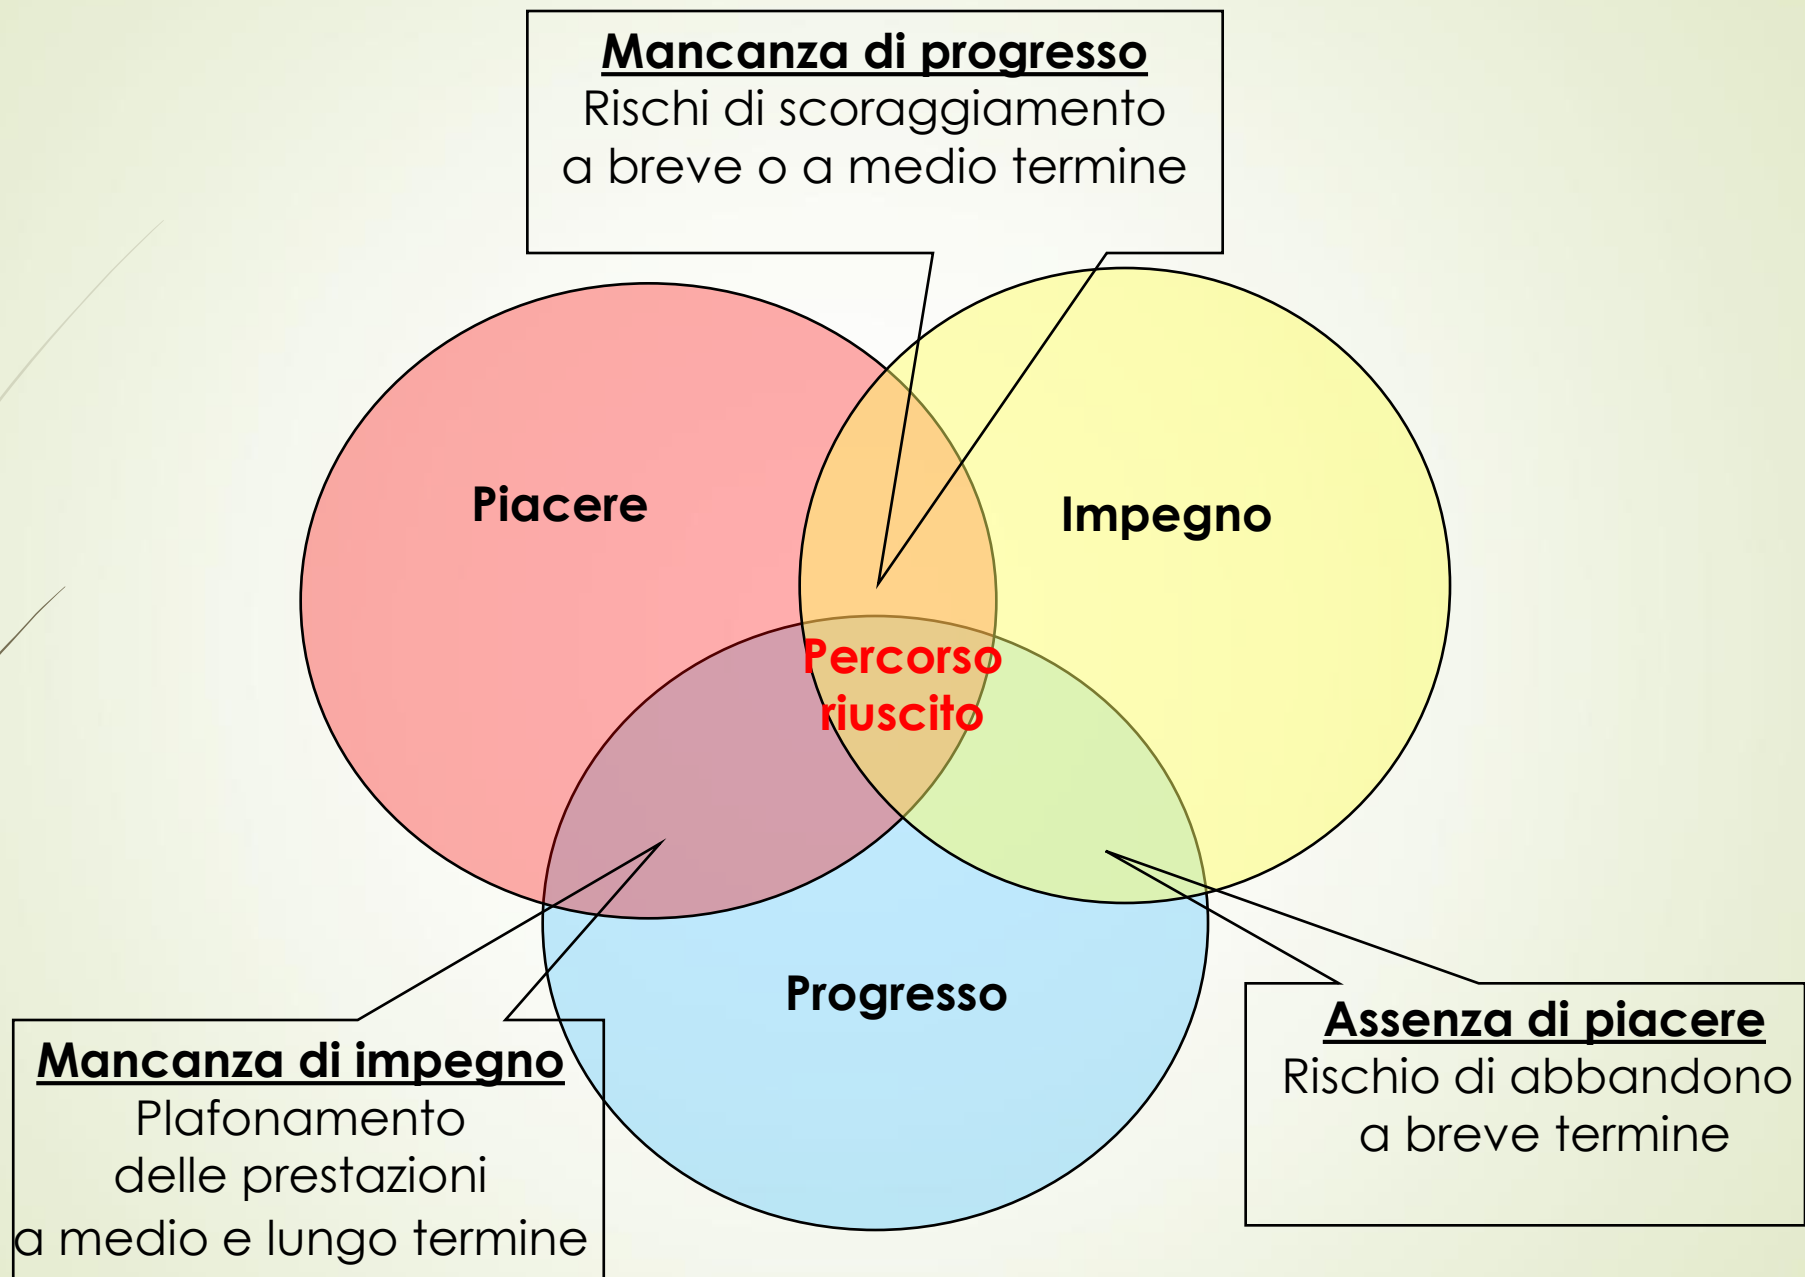 Mancanza di progresso
Rischi di scoraggiamento
a breve o a medio termine
Piacere
Impegno
Percorso
riuscito
Progresso
Mancanza di impegno
Plafonamento
delle prestazioni
a medio e lungo termine
Assenza di piacere
Rischio di abbandono
a breve termine